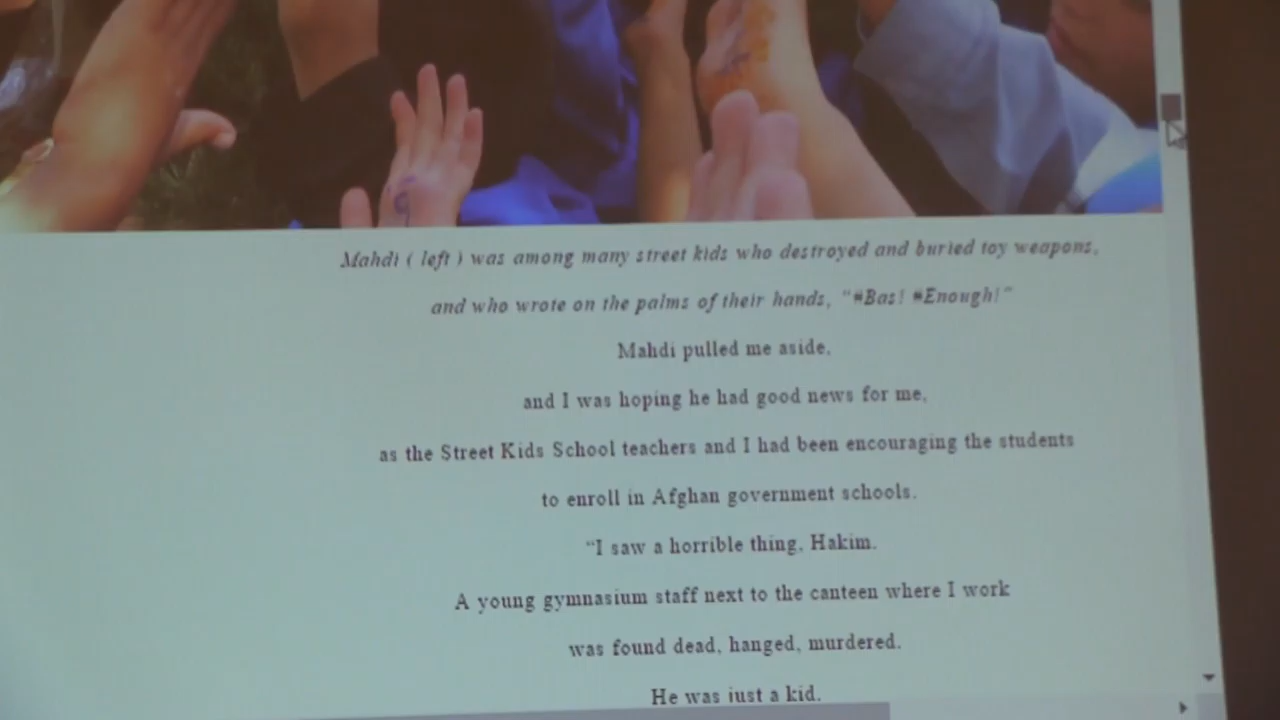 Mahdi ( left ) was among many street kids who destroyed and buried toy weapons,
and who wrote on the palms of their hands, “#Bas! #Enough!”
Mahdi pulled me aside,
and I was hoping he had good news for me,
as the Street Kids School teachers and I had been encouraging the students
to enroll in Afghan government schools.
“I saw a horrible thing, Hakim.
A young gymnasium staff next to the canteen where I work
was found dead, hanged, murdered.
He was just a kid.